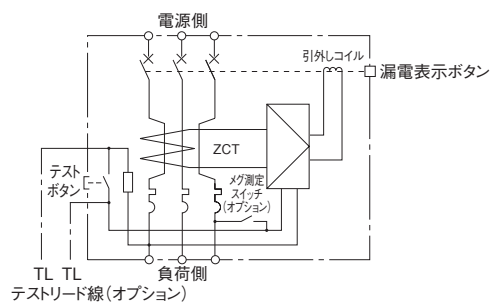 電源側
引外しコイル
漏電表示ボタン
ZCT
テスト
ボタン
メグ測定
スイッチ
(オプション)
TL TL
負荷側
テストリード線(オプション)